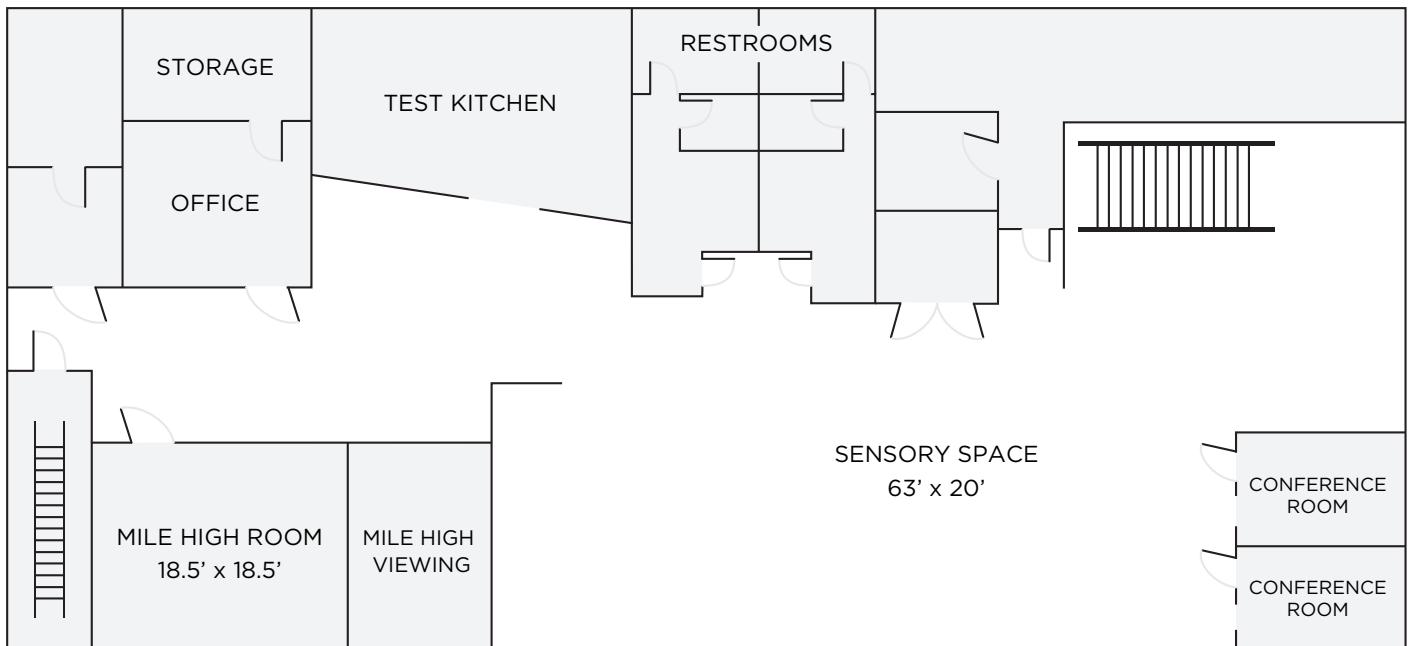 RESTROOMS
STORAGE
TEST KITCHEN
OFFICE
SENSORY SPACE
63’ x 20’
CONFERENCE
ROOM
MILE HIGH ROOM
18.5’ x 18.5’
MILE HIGH
VIEWING
CONFERENCE
ROOM